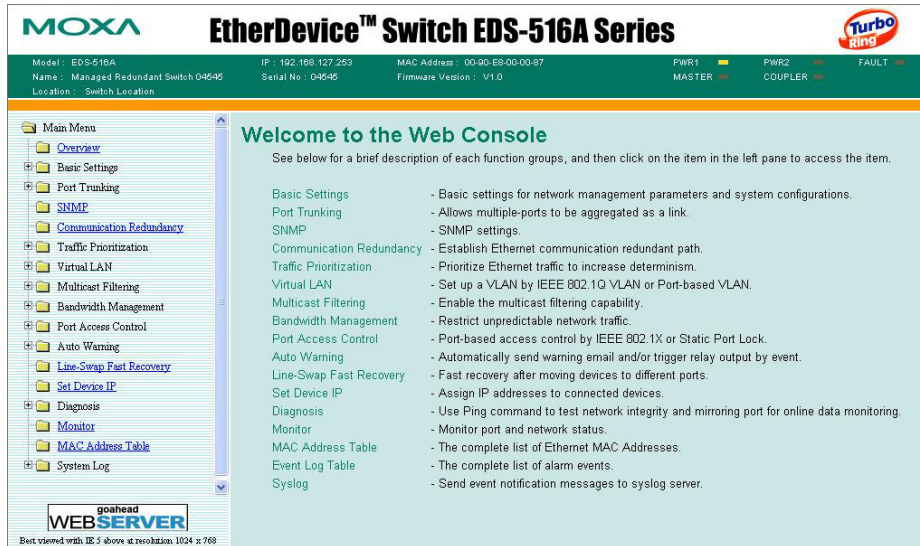 MOXA
EtherDevice™ Switch EDS-516A Series
Turbo Ring
Model : EDS-516A
IP : 192.168.127.253
MAC Address : 00-90-E8-00-00-87
PWR1
PWR2
FAULT
Name : Managed Redundant Switch 04545
Serial No : 04545
Firmware Version : V1.0
MASTER
COUPLER
Location : Switch Location
Main Menu
Overview
Basic Settings
Port Trunking
SNMP
Communication Redundancy
Traffic Prioritization
Virtual LAN
Multicast Filtering
Bandwidth Management
Port Access Control
Auto Warning
Line-Swap Fast Recovery
Set Device IP
Diagnosis
Monitor
MAC Address Table
System Log
goahead
WEBSERVER
Best viewed with IE 5 above at resolution 1024 x 768
Welcome to the Web Console
See below for a brief description of each function groups, and then click on the item in the left pane to access the item.
Basic Settings - Basic settings for network management parameters and system configurations.
Port Trunking - Allows multiple-ports to be aggregated as a link.
SNMP - SNMP settings.
Communication Redundancy - Establish Ethernet communication redundant path.
Traffic Prioritization - Prioritize Ethernet traffic to increase determinism.
Virtual LAN - Set up a VLAN by IEEE 802.1Q VLAN or Port-based VLAN.
Multicast Filtering - Enable the multicast filtering capability.
Bandwidth Management - Restrict unpredictable network traffic.
Port Access Control - Port-based access control by IEEE 802.1X or Static Port Lock.
Auto Warning - Automatically send warning email and/or trigger relay output by event.
Line-Swap Fast Recovery - Fast recovery after moving devices to different ports.
Set Device IP - Assign IP addresses to connected devices.
Diagnosis - Use Ping command to test network integrity and mirroring port for online data monitoring.
Monitor - Monitor port and network status.
MAC Address Table - The complete list of Ethernet MAC Addresses.
Event Log Table - The complete list of alarm events.
Syslog - Send event notification messages to syslog server.